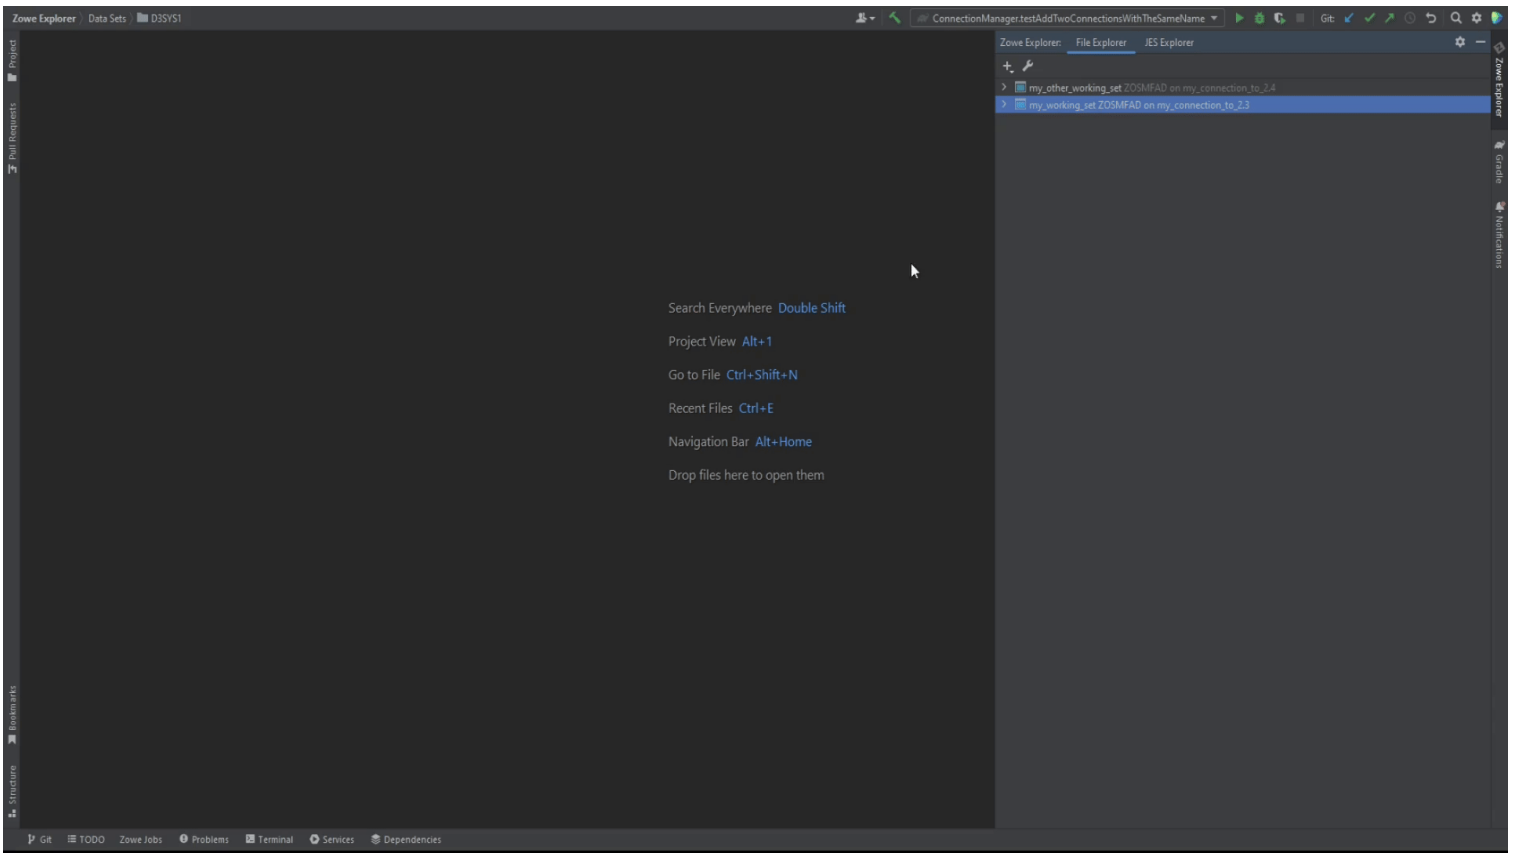 Zowe Explorer Data Sets D3SYS1
ConnectionManager.testAddTwoConnectionsWithTheSameName
Git:
Project
Pull Requests
Bookmarks
Structure
Search Everywhere Double Shift
Project View Alt+1
Go to File Ctrl+Shift+N
Recent Files Ctrl+E
Navigation Bar Alt+Home
Drop files here to open them
Zowe Explorer: File Explorer JES Explorer
my_other_working_set ZOSMFAD on my_connection_to_2.4
my_working_set ZOSMFAD on my_connection_to_2.3
Zowe Explorer
Gradle
Notifications
Git TODO Zowe Jobs Problems Terminal Services Dependencies